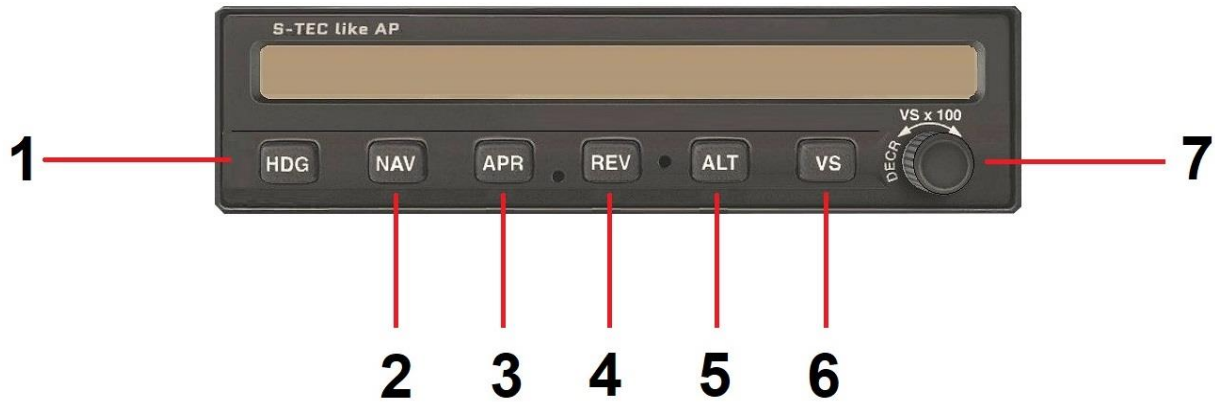 S-TEC like AP
VS x 100
DECR
1 HDG NAV APR REV ALT VS 7
2 3 4 5 6